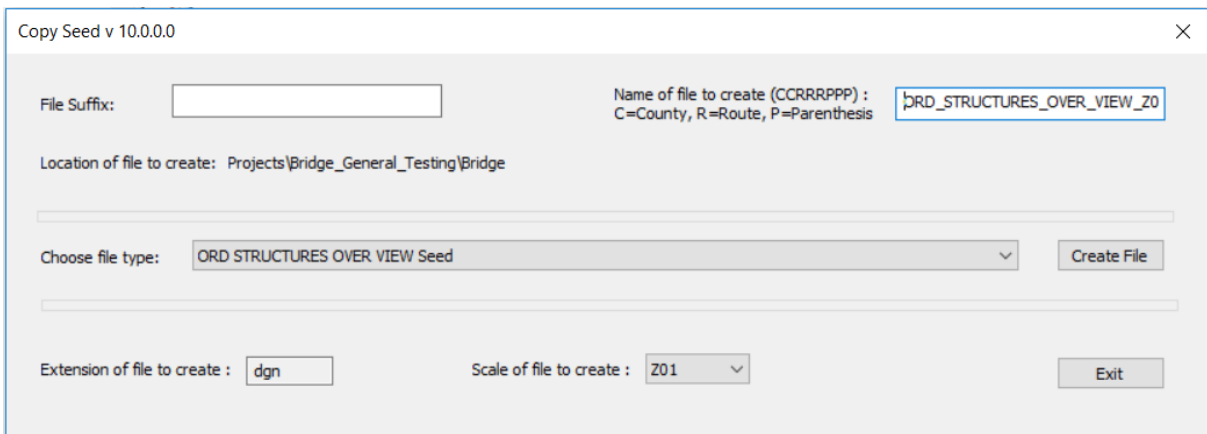 Copy Seed v 10.0.0.0
File Suffix:
Name of file to create (CCRRRPPP) :
C=County, R=Route, P=Parenthesis
ORD_STRUCTURES_OVER_VIEW_Z0
Location of file to create: Projects\Bridge_General_Testing\Bridge
Choose file type: ORD STRUCTURES OVER VIEW Seed
Create File
Extension of file to create : dgn
Scale of file to create : Z01
Exit